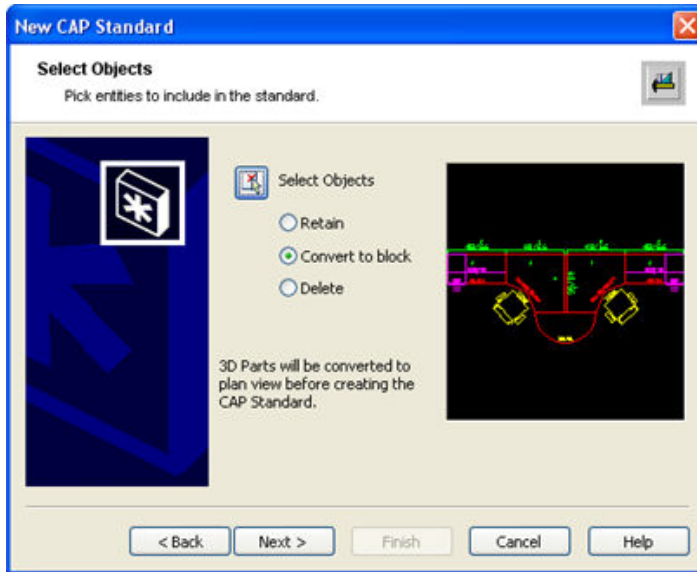 New CAP Standard
Select Objects
Pick entities to include in the standard.
Select Objects
Retain
Convert to block
Delete
3D Parts will be converted to
plan view before creating the
CAP Standard.
< Back
Next >
Finish
Cancel
Help